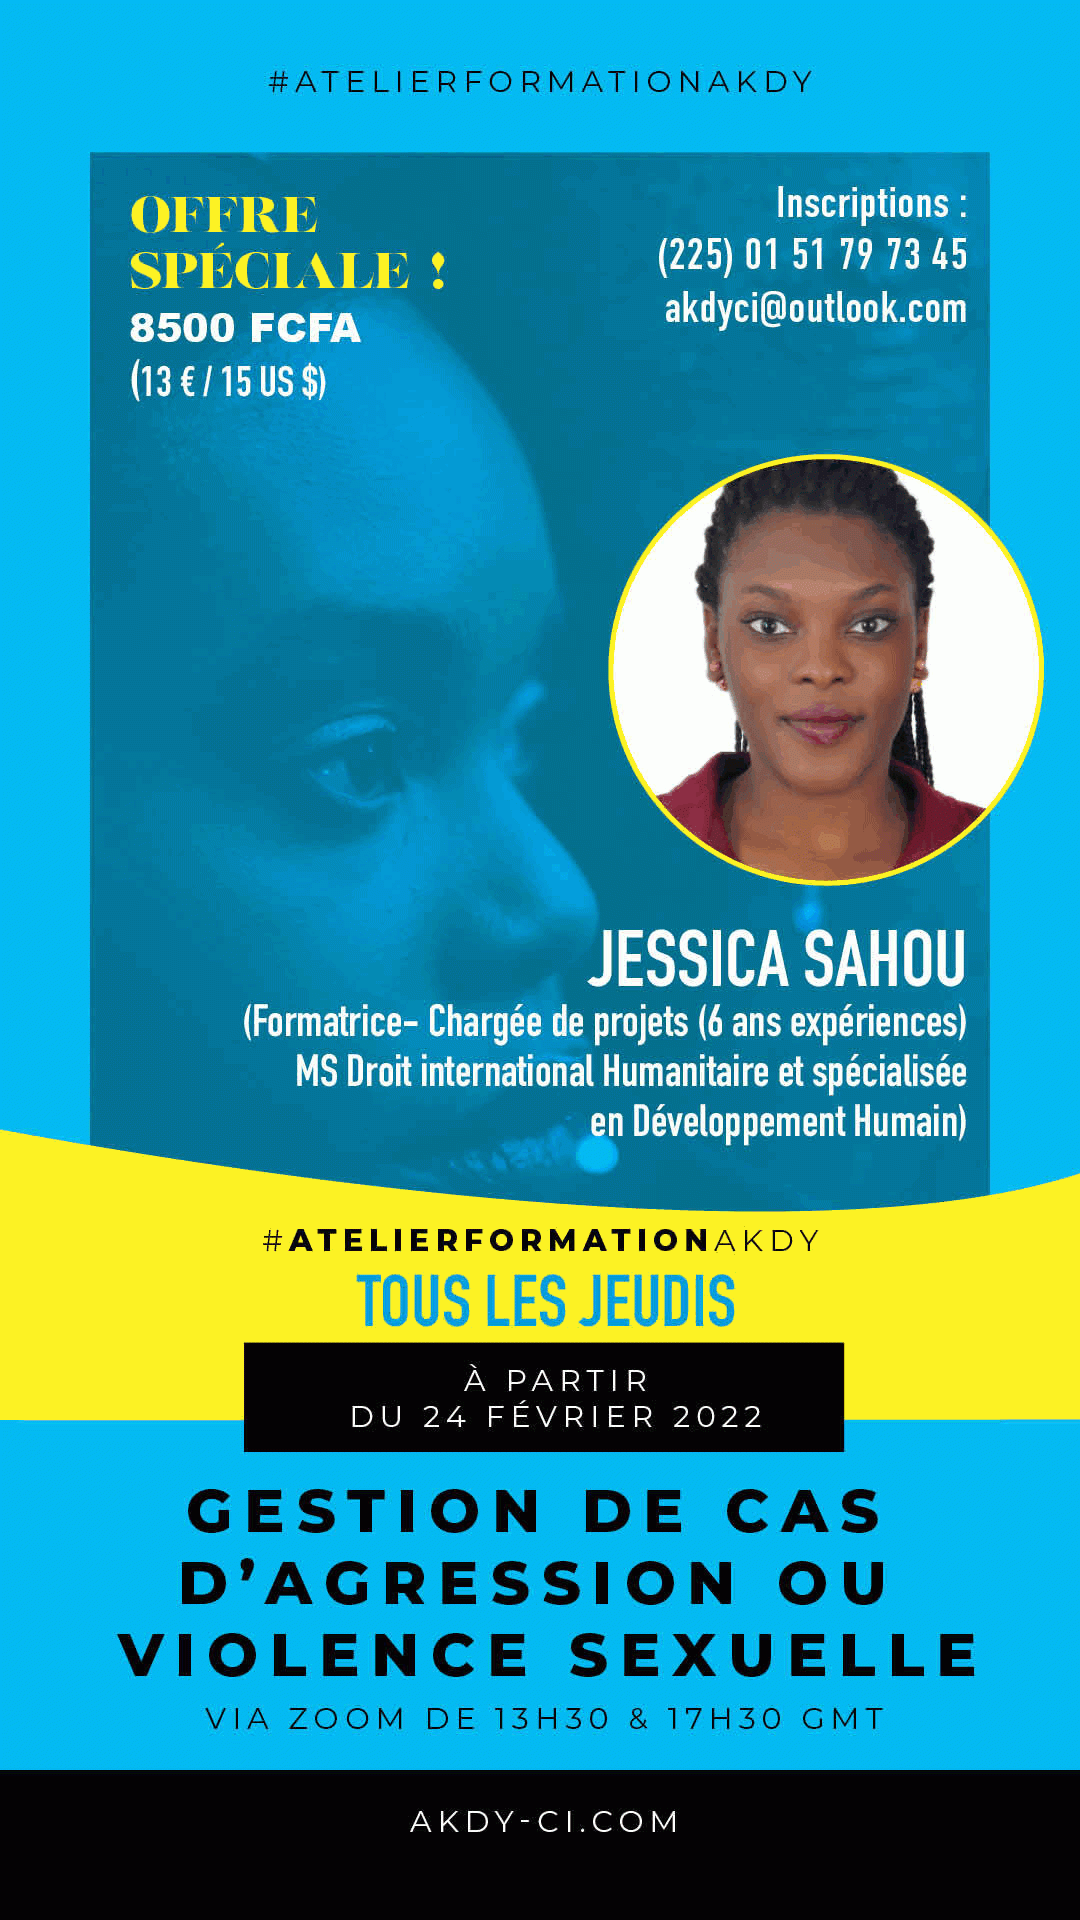 #ATELIERFORMATIONAKDY
OFFRE
SPÉCIALE !
8500 FCFA
(13 € / 15 US $)
Inscriptions :
(225) 01 51 79 73 45
akdyci@outlook.com
JESSICA SAHOU
(Formatrice- Chargée de projets (6 ans expériences)
MS Droit international Humanitaire et spécialisée
en Développement Humain)
#ATELIERFORMATIONAKDY
TOUS LES JEUDIS
À PARTIR
DU 24 FÉVRIER 2022
GESTION DE CAS
D’AGRESSION OU
VIOLENCE SEXUELLE
VIA ZOOM DE 13H30 & 17H30 GMT
AKDY-CI.COM